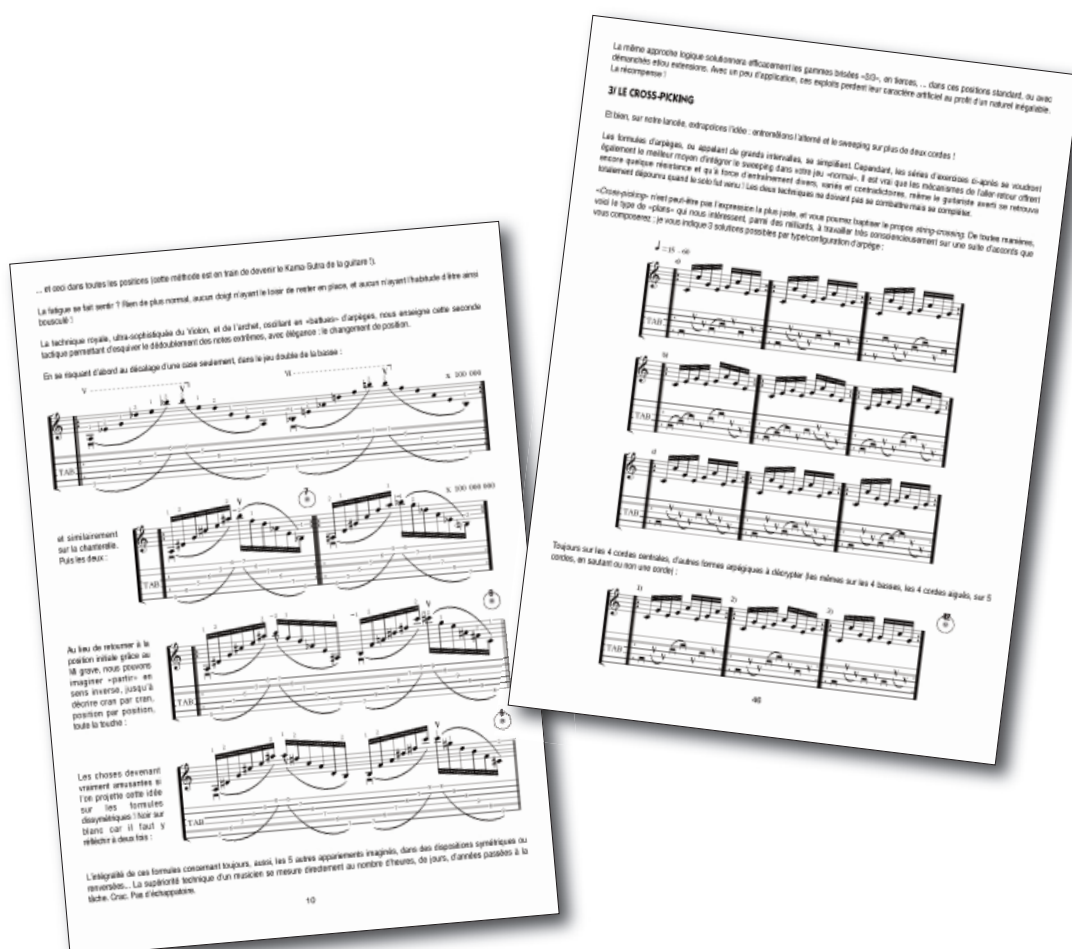 ... et ceci dans toutes les positions (cette méthode est en train de devenir le Kama-Sutra de la guitare !).
La fatigue se fait sentir ? Rien de plus normal, aucun doigt n'ayant le loisir de rester en place, et aucun n'ayant l'habitude d'être ainsi
bousculé !
La technique royale, ultra-sophistiquée du Violon, et de l'archet, oscillant en «battues» d'arpèges, nous enseigne cette seconde
tactique permettant d'esquiver le dédoublement des notes extrêmes, avec élégance : le changement de position.
En se risquant d'abord au décalage d'une case seulement, dans le jeu double de la basse :
V
VI
x 100 000
TAB
et similairement
sur la chanterelle.
Puis les deux :
7
x 100 000 000
TAB
Au lieu de retourner à la
position initiale grâce au
Mi grave, nous pouvons
imaginer «partir» en
sens inverse, jusqu'à
décrire cran par cran,
position par position,
toute la touche :
TAB
Les choses devenant
vraiment amusantes si
l'on projette cette idée
sur les formules
dissymétriques ! Noir sur
blanc car il faut y
réfléchir à deux fois :
TAB
L'intégralité de ces formules concernant toujours, aussi, les 5 autres appariements imaginés, dans des dispositions symétriques ou
renversées... La supériorité technique d'un musicien se mesure directement au nombre d'heures, de jours, d'années passées à la
tâche. Crac. Pas d'échappatoire.
10
La même approche logique solutionnera efficacement les gammes brisées «3/3», en tierces, ... dans ces positions standard, ou avec
démanchés et/ou extensions. Avec un peu d'application, ces exploits perdent leur caractère artificiel au profit d'un naturel inégalable.
La récompense !
3/ LE CROSS-PICKING
Et bien, sur notre lancée, extrapolons l'idée : entremêlons l'alterné et le sweeping sur plus de deux cordes !
Les formules d'arpèges, ou appelant de grands intervalles, se simplifient. Cependant, les séries d'exercices ci-après se voudront
également le meilleur moyen d'intégrer le sweeping dans votre jeu «normal». Il est vrai que les mécanismes de l'aller-retour offrent
encore quelque résistance et qu'à force d'entraînement divers, variés et contradictoires, même le guitariste averti se retrouva
totalement dépourvu quand le solo fut venu ! Les deux techniques ne doivent pas se combattre mais se compléter.
«Cross-picking» n'est peut-être pas l'expression la plus juste, et vous pourrez baptiser le propos string-crossing. De toutes manières,
voici le type de «plans» qui nous intéressent, parmi des milliards, à travailler très consciencieusement sur une suite d'accords que
vous composerez : je vous indique 3 solutions possibles par type/configuration d'arpège :
a)
TAB
b)
TAB
c)
TAB
Toujours sur les 4 cordes centrales, d'autres formes arpégiques à décrypter (les mêmes sur les 4 basses, les 4 cordes aiguës, sur 5
cordes, en sautant ou non une corde) :
1) 2) 3)
TAB
46